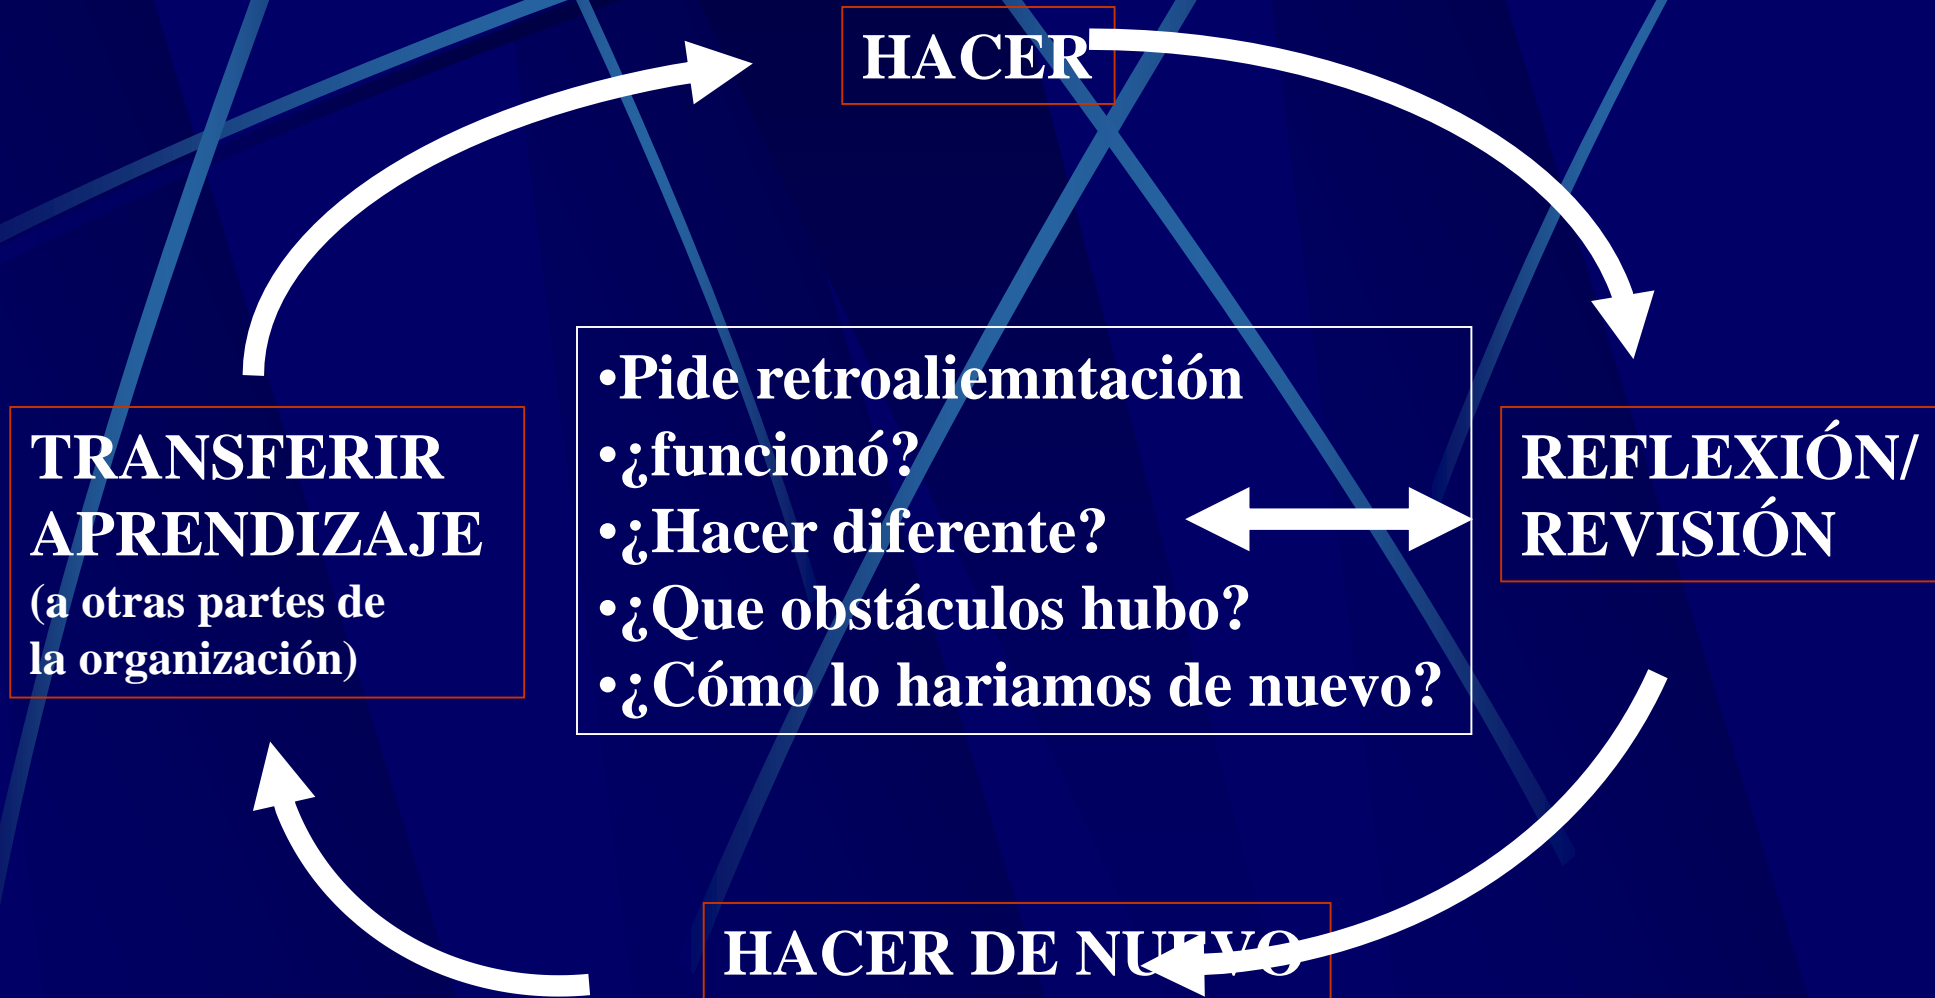 HACER
•Pide retroaliemntación
•¿funcionó?
•¿Hacer diferente?
•¿Que obstáculos hubo?
•¿Cómo lo hariamos de nuevo?
TRANSFERIR
APRENDIZAJE
(a otras partes de
la organización)
REFLEXIÓN/
REVISIÓN
HACER DE NUEVO